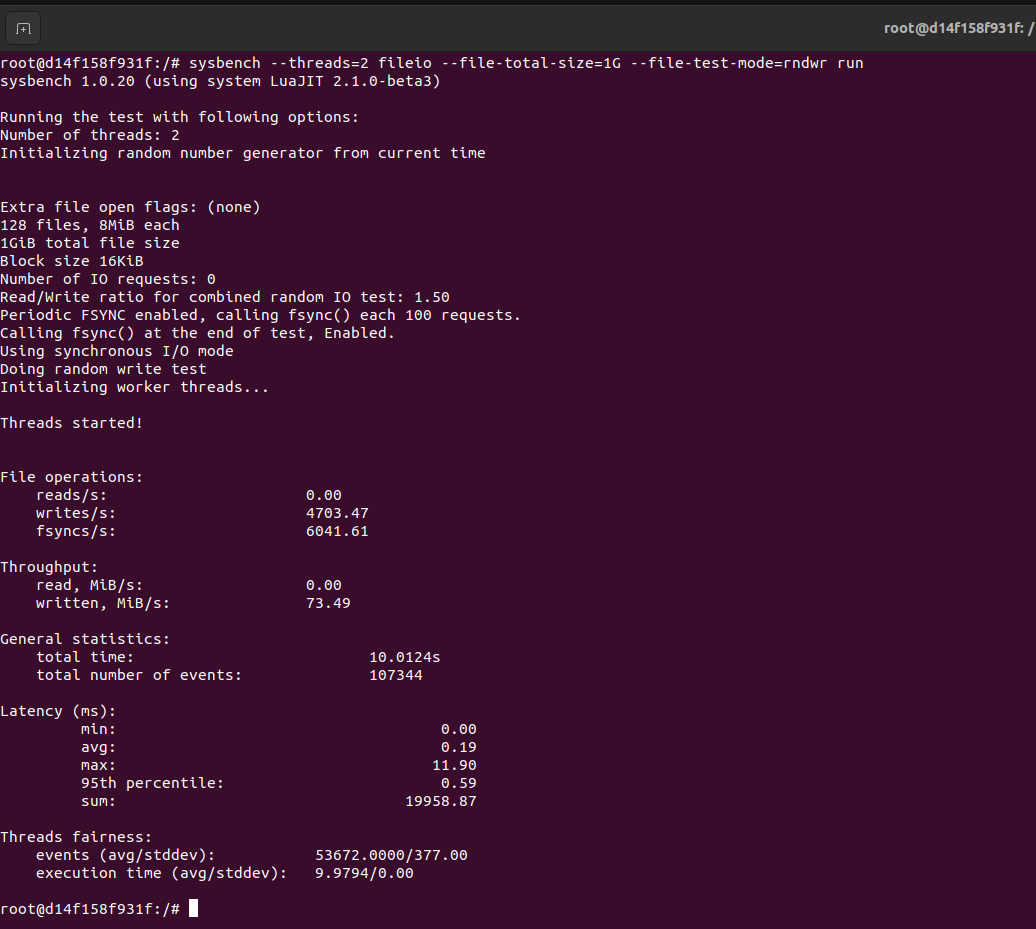 root@d14f158f931f: /
root@d14f158f931f:/# sysbench --threads=2 fileio --file-total-size=1G --file-test-mode=rndwr run
sysbench 1.0.20 (using system LuaJIT 2.1.0-beta3)
Running the test with following options:
Number of threads: 2
Initializing random number generator from current time
Extra file open flags: (none)
128 files, 8MiB each
1GiB total file size
Block size 16KiB
Number of IO requests: 0
Read/Write ratio for combined random IO test: 1.50
Periodic FSYNC enabled, calling fsync() each 100 requests.
Calling fsync() at the end of test, Enabled.
Using synchronous I/O mode
Doing random write test
Initializing worker threads...
Threads started!
File operations:
    reads/s:                      0.00
    writes/s:                     4703.47
    fsyncs/s:                     6041.61
Throughput:
    read, MiB/s:                  0.00
    written, MiB/s:               73.49
General statistics:
    total time:                          10.0124s
    total number of events:              107344
Latency (ms):
         min:                                    0.00
         avg:                                    0.19
         max:                                   11.90
         95th percentile:                        0.59
         sum:                                19958.87
Threads fairness:
    events (avg/stddev):           53672.0000/377.00
    execution time (avg/stddev):   9.9794/0.00
root@d14f158f931f:/#